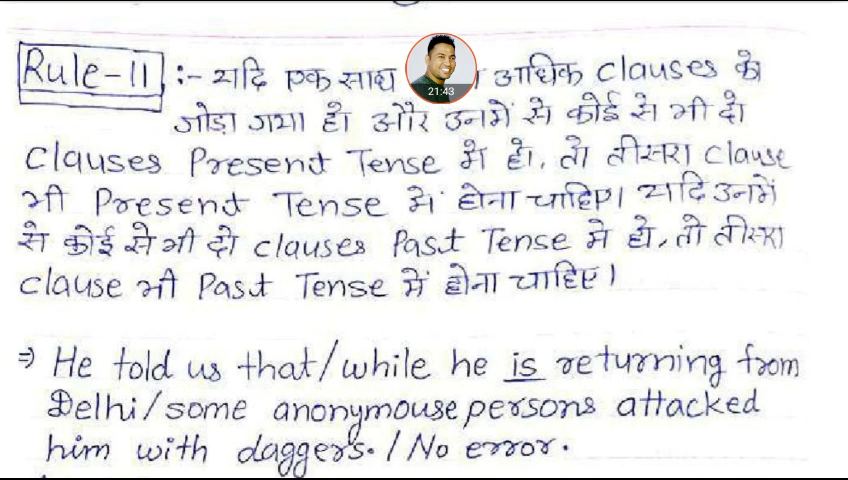 Rule-11 :- यदि एक साथ अधिक clauses को
21:43
जोड़ा गया हो और उनमें से कोई से भी दो
Clauses Present Tense में हो, तो तीसरा Clause
भी Present Tense में होना चाहिए। यदि उनमें
से कोई से भी दो clauses Past Tense में हो, तो तीसरा
clause भी Past Tense में होना चाहिए।
⇒ He told us that/while he is returning from
Delhi/some anonymouse persons attacked
him with daggers./No error.